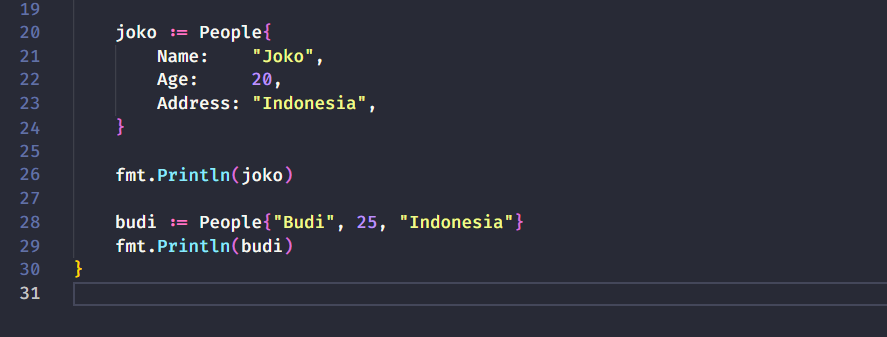 19
20 joko := People{
21 Name: "Joko",
22 Age: 20,
23 Address: "Indonesia",
24 }
25
26 fmt.Println(joko)
27
28 budi := People{"Budi", 25, "Indonesia"}
29 fmt.Println(budi)
30 }
31